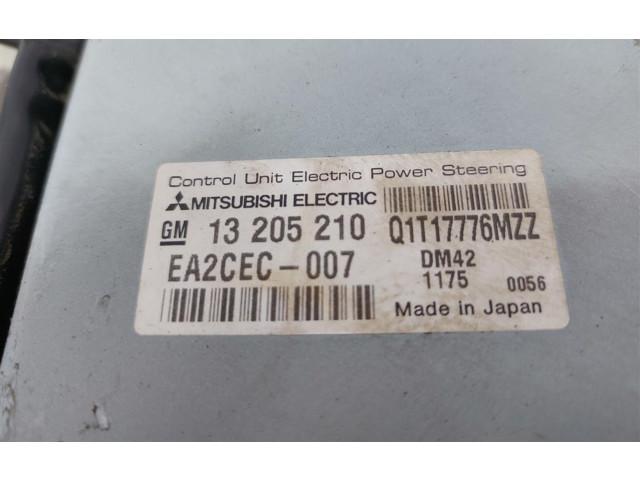 Control Unit Electric Power Steering
MITSUBISHI ELECTRIC
GM 13 205 210 Q1T17776MZZ
EA2CEC-007 DM42
1175 0056
Made in Japan